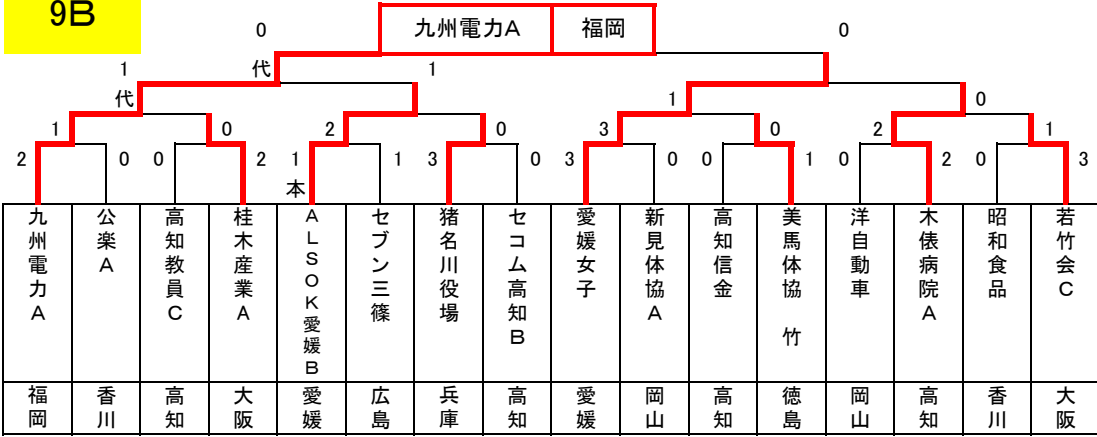 9B
九州電力A 福岡
0 0
1 代 1
代 1 0
1 0 2 0 3 0 2 1
2 0 0 2 1 1 3 0 3 0 0 1 0 2 0 3
本
九州電力A
公楽A
高知教員C
桂木産業A
ALSOK愛媛B
セブン三篠
猪名川役場
セコム高知B
愛媛女子
新見体協A
高知信金
美馬体協 竹
洋自動車
木俵病院A
昭和食品
若竹会C
福岡 香川 高知 大阪 愛媛 広島 兵庫 高知 愛媛 岡山 高知 徳島 岡山 高知 香川 大阪